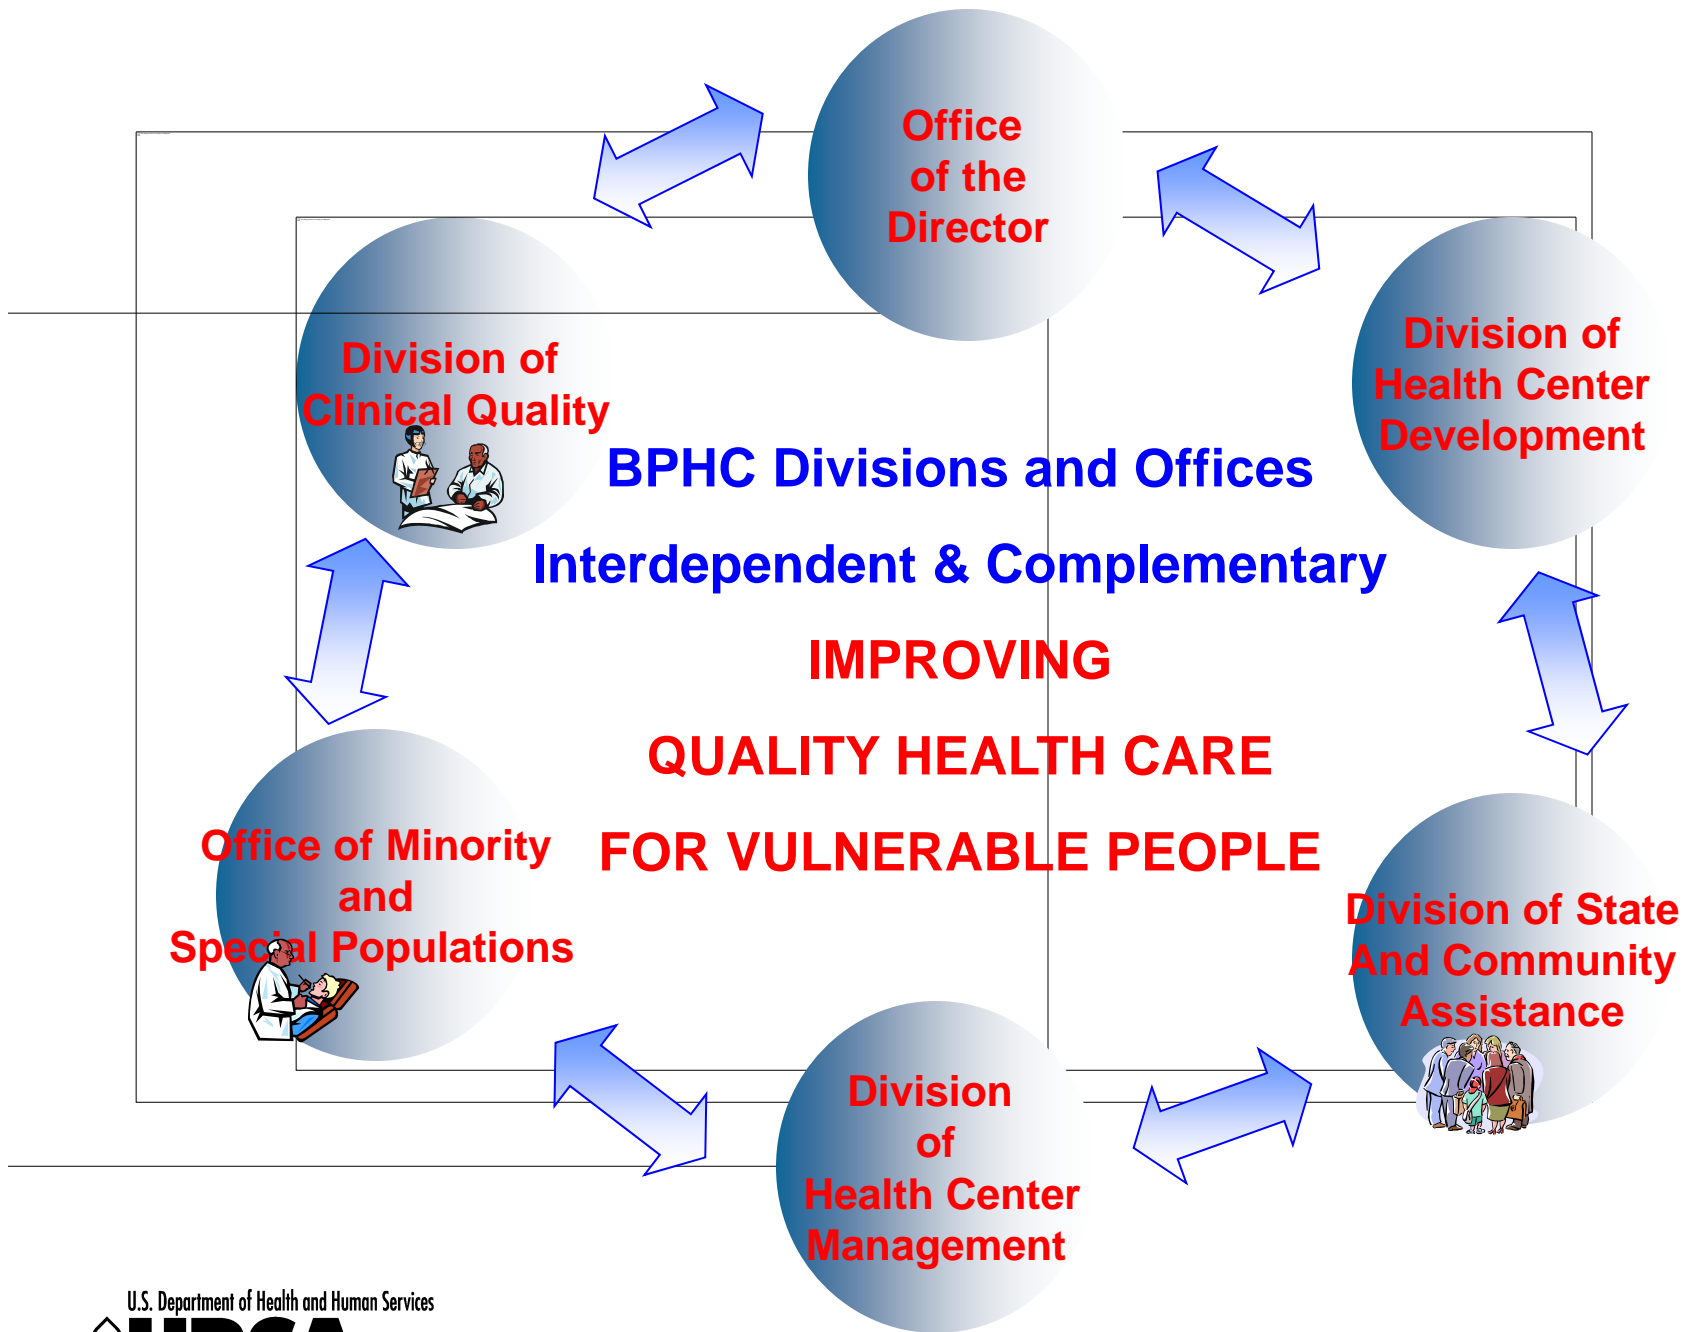 Office
of the
Director
Division of
Health Center
Development
Division of
Clinical Quality
BPHC Divisions and Offices
Interdependent & Complementary
IMPROVING
QUALITY HEALTH CARE
FOR VULNERABLE PEOPLE
Office of Minority
and
Special Populations
Division of State
And Community
Assistance
Division
of
Health Center
Management
U.S. Department of Health and Human Services
HRSA